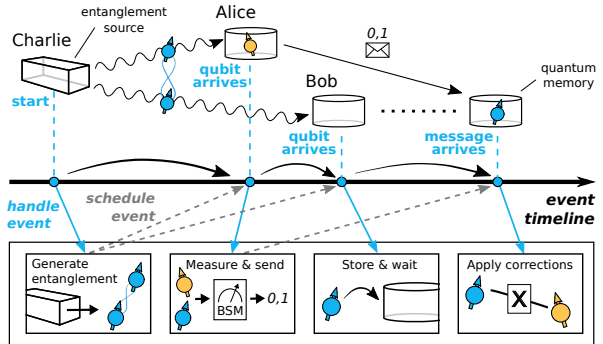 Charlie
entanglement
source
Alice
0,1
Bob
quantum
memory
start
qubit
arrives
qubit
arrives
message
arrives
handle
event
schedule
event
event
timeline
Generate
entanglement
Measure & send
BSM
0,1
Store & wait
Apply corrections
X